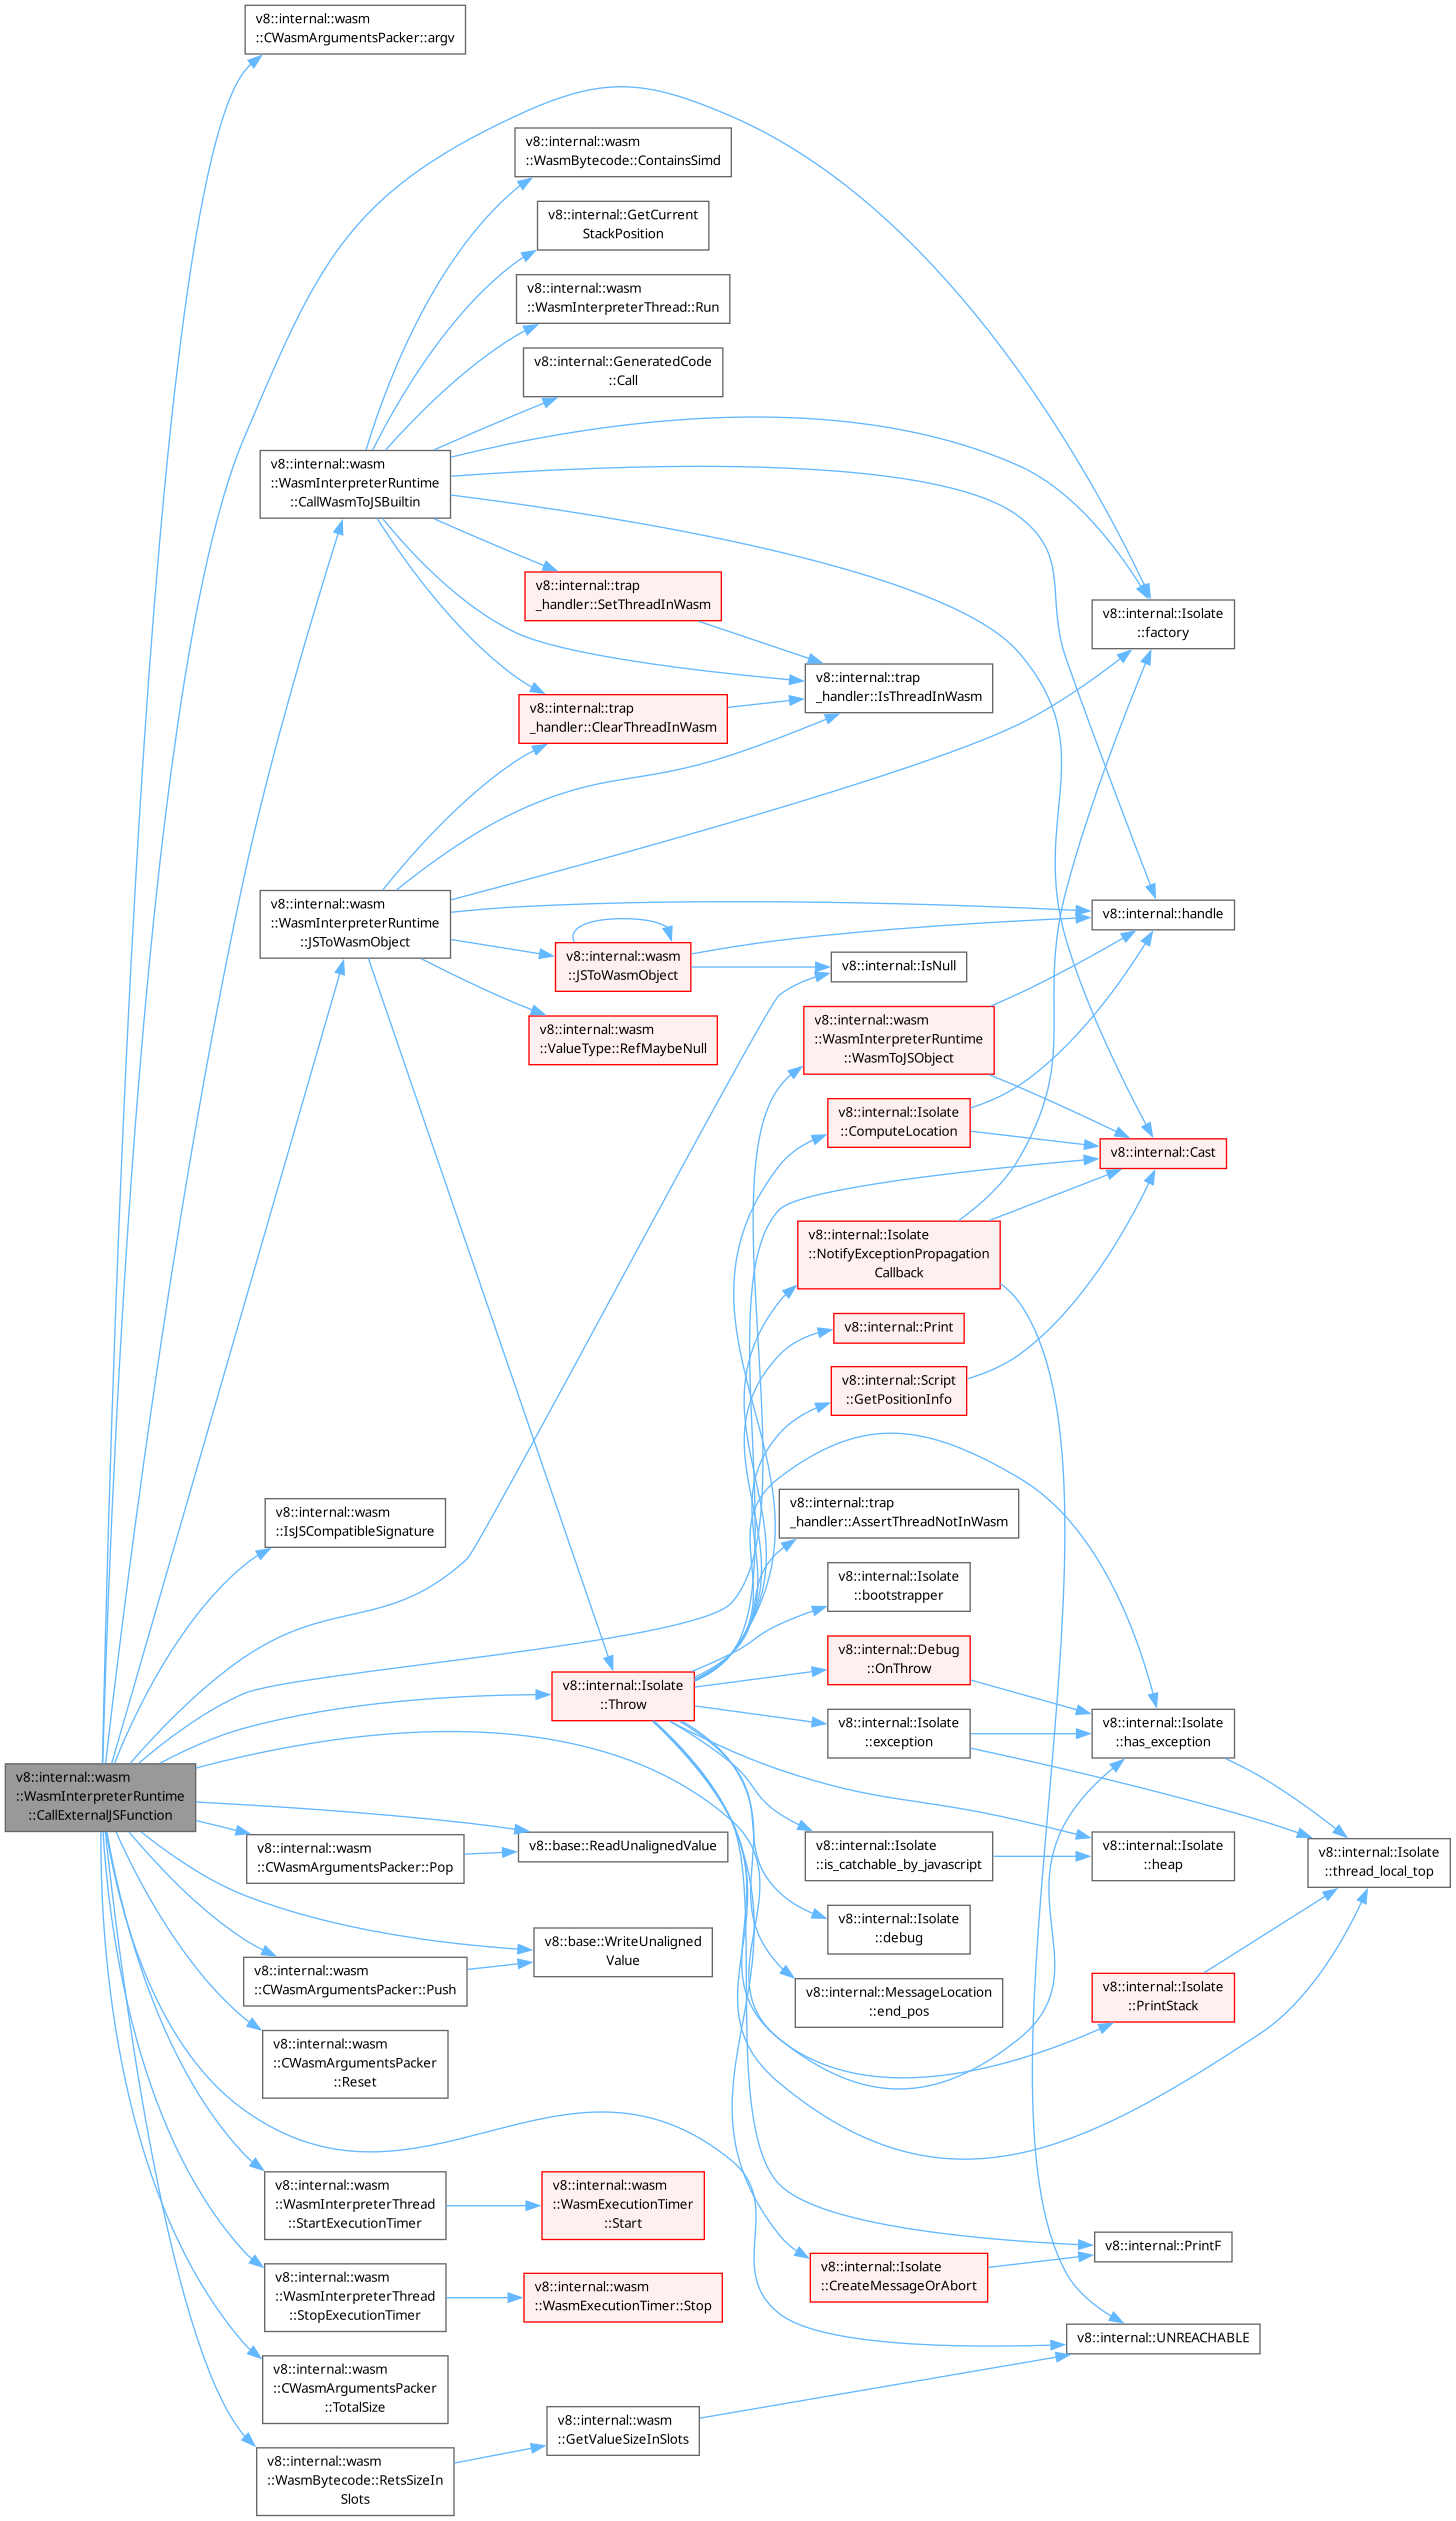 v8::internal::wasm
::CWasmArgumentsPacker::argv
v8::internal::wasm
::WasmBytecode::ContainsSimd
v8::internal::GetCurrent
StackPosition
v8::internal::wasm
::WasmInterpreterThread::Run
v8::internal::GeneratedCode
::Call
v8::internal::wasm
::WasmInterpreterRuntime
::CallWasmToJSBuiltin
v8::internal::trap
_handler::SetThreadInWasm
v8::internal::Isolate
::factory
v8::internal::trap
_handler::IsThreadInWasm
v8::internal::trap
_handler::ClearThreadInWasm
v8::internal::wasm
::WasmInterpreterRuntime
::JSToWasmObject
v8::internal::handle
v8::internal::wasm
::JSToWasmObject
v8::internal::IsNull
v8::internal::wasm
::ValueType::RefMaybeNull
v8::internal::wasm
::WasmInterpreterRuntime
::WasmToJSObject
v8::internal::Isolate
::ComputeLocation
v8::internal::Cast
v8::internal::Isolate
::NotifyExceptionPropagation
Callback
v8::internal::Print
v8::internal::Script
::GetPositionInfo
v8::internal::trap
_handler::AssertThreadNotInWasm
v8::internal::wasm
::IsJSCompatibleSignature
v8::internal::Isolate
::bootstrapper
v8::internal::Debug
::OnThrow
v8::internal::Isolate
::Throw
v8::internal::Isolate
::exception
v8::internal::Isolate
::has_exception
v8::internal::wasm
::WasmInterpreterRuntime
::CallExternalJSFunction
v8::internal::wasm
::CWasmArgumentsPacker::Pop
v8::base::ReadUnalignedValue
v8::internal::Isolate
::is_catchable_by_javascript
v8::internal::Isolate
::heap
v8::internal::Isolate
::thread_local_top
v8::internal::Isolate
::debug
v8::base::WriteUnaligned
Value
v8::internal::wasm
::CWasmArgumentsPacker::Push
v8::internal::MessageLocation
::end_pos
v8::internal::Isolate
::PrintStack
v8::internal::wasm
::CWasmArgumentsPacker
::Reset
v8::internal::wasm
::WasmInterpreterThread
::StartExecutionTimer
v8::internal::wasm
::WasmExecutionTimer
::Start
v8::internal::PrintF
v8::internal::Isolate
::CreateMessageOrAbort
v8::internal::wasm
::WasmInterpreterThread
::StopExecutionTimer
v8::internal::wasm
::WasmExecutionTimer::Stop
v8::internal::UNREACHABLE
v8::internal::wasm
::CWasmArgumentsPacker
::TotalSize
v8::internal::wasm
::GetValueSizeInSlots
v8::internal::wasm
::WasmBytecode::RetsSizeIn
Slots